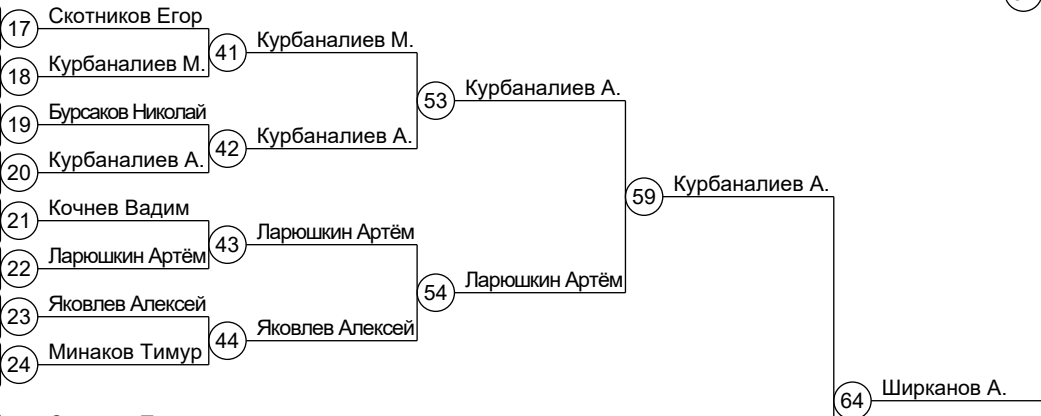 17 Скотников Егор
41 Курбаналиев М.
18 Курбаналиев М.
53 Курбаналиев А.
19 Бурсаков Николай
42 Курбаналиев А.
20 Курбаналиев А.
59 Курбаналиев А.
21 Кочнев Вадим
43 Ларюшкин Артём
22 Ларюшкин Артём
54 Ларюшкин Артём
23 Яковлев Алексей
44 Яковлев Алексей
24 Минаков Тимур
64 Ширканов А.